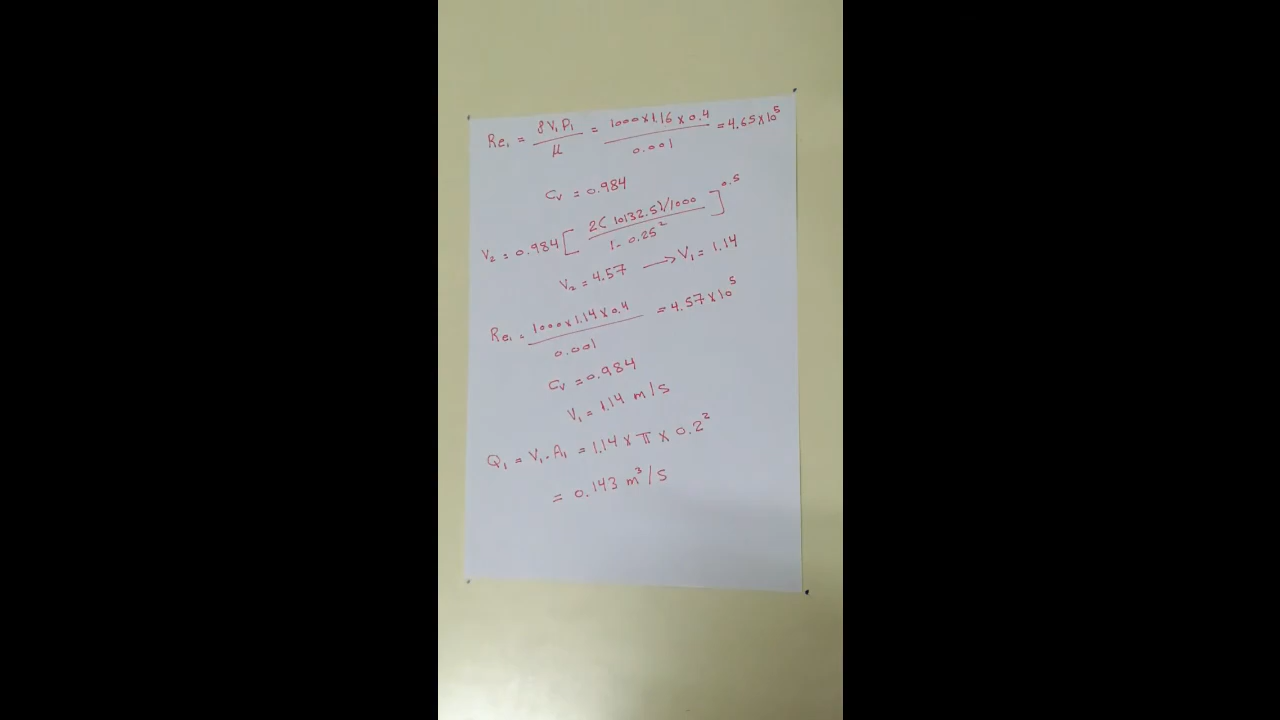 Re₁ = ρV₁D₁/μ = 1000×1.16×0.4/0.001 = 4.65×10⁵
Cv = 0.984
V₂ = 0.984[2(10132.5)/1000/1-0.25²]^0.5
V₂ = 4.57 → V₁ = 1.14
Re₁ = 1000×1.14×0.4/0.001 = 4.57×10⁵
Cv = 0.984
V₁ = 1.14 m/s
Q₁ = V₁.A₁ = 1.14×π×0.2²
= 0.143 m³/s